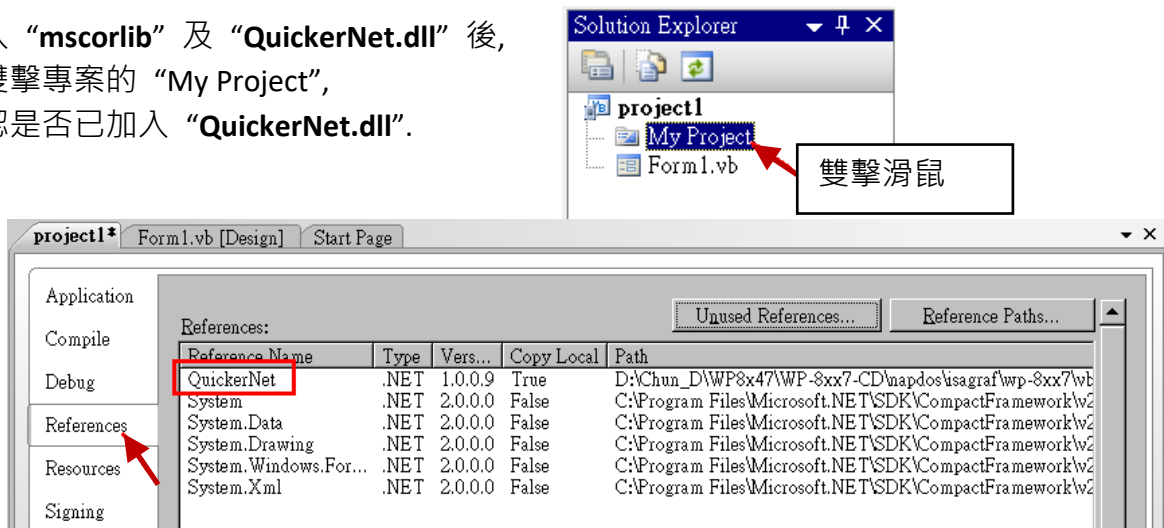 入 “mscorlib” 及 “QuickerNet.dll” 後,
雙擊專案的 “My Project”,
認是否已加入 “QuickerNet.dll”.
Solution Explorer
project1
My Project
Form1.vb
雙擊滑鼠
project1* Form1.vb [Design] Start Page
Application
Compile
Debug
References
Resources
Signing
Unused References... Reference Paths...
References:
Reference Name Type Vers... Copy Local Path
QuickerNet .NET 1.0.0.9 True D:\Chun_D\WP8x47\WP-8xx7-CD\napdos\isagraf\wp-8xx7\vb
System .NET 2.0.0.0 False C:\Program Files\Microsoft.NET\SDK\CompactFramework\v2
System.Data .NET 2.0.0.0 False C:\Program Files\Microsoft.NET\SDK\CompactFramework\v2
System.Drawing .NET 2.0.0.0 False C:\Program Files\Microsoft.NET\SDK\CompactFramework\v2
System.Windows.For... .NET 2.0.0.0 False C:\Program Files\Microsoft.NET\SDK\CompactFramework\v2
System.Xml .NET 2.0.0.0 False C:\Program Files\Microsoft.NET\SDK\CompactFramework\v2